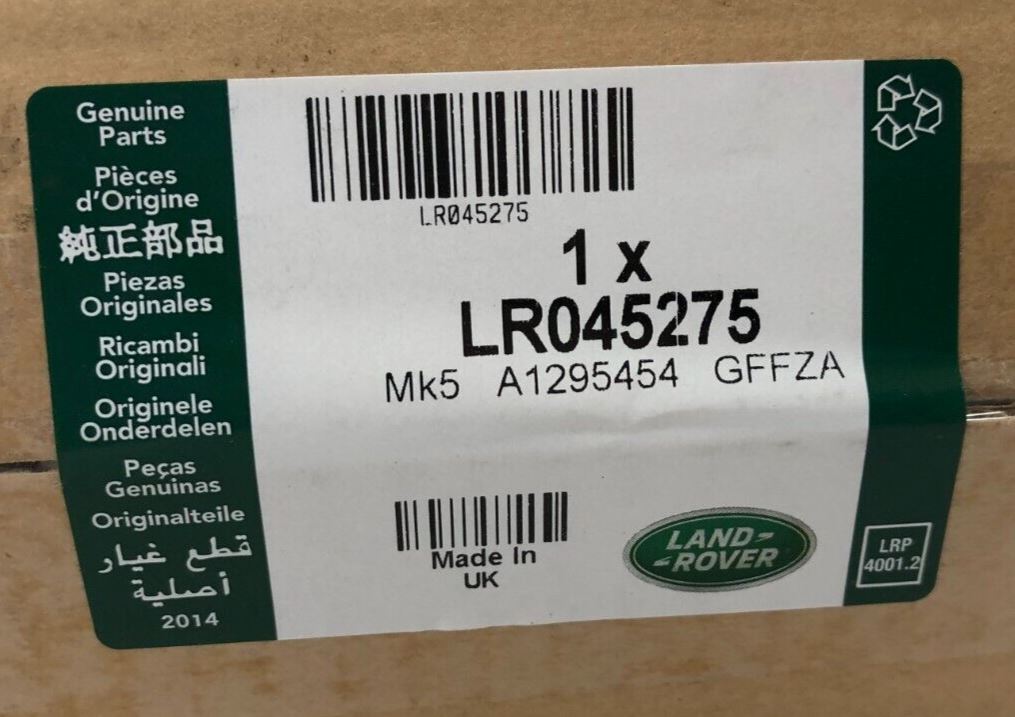 Genuine
Parts
Pièces
d'Origine
純正部品
Piezas
Originales
Ricambi
Originali
Originele
Onderdelen
Peças
Genuinas
Originalteile
قطع غيار
أصلية
2014
LR045275
1 x
LR045275
Mk5 A1295454 GFFZA
Made In
UK
LAND-
-ROVER
LRP
4001.2